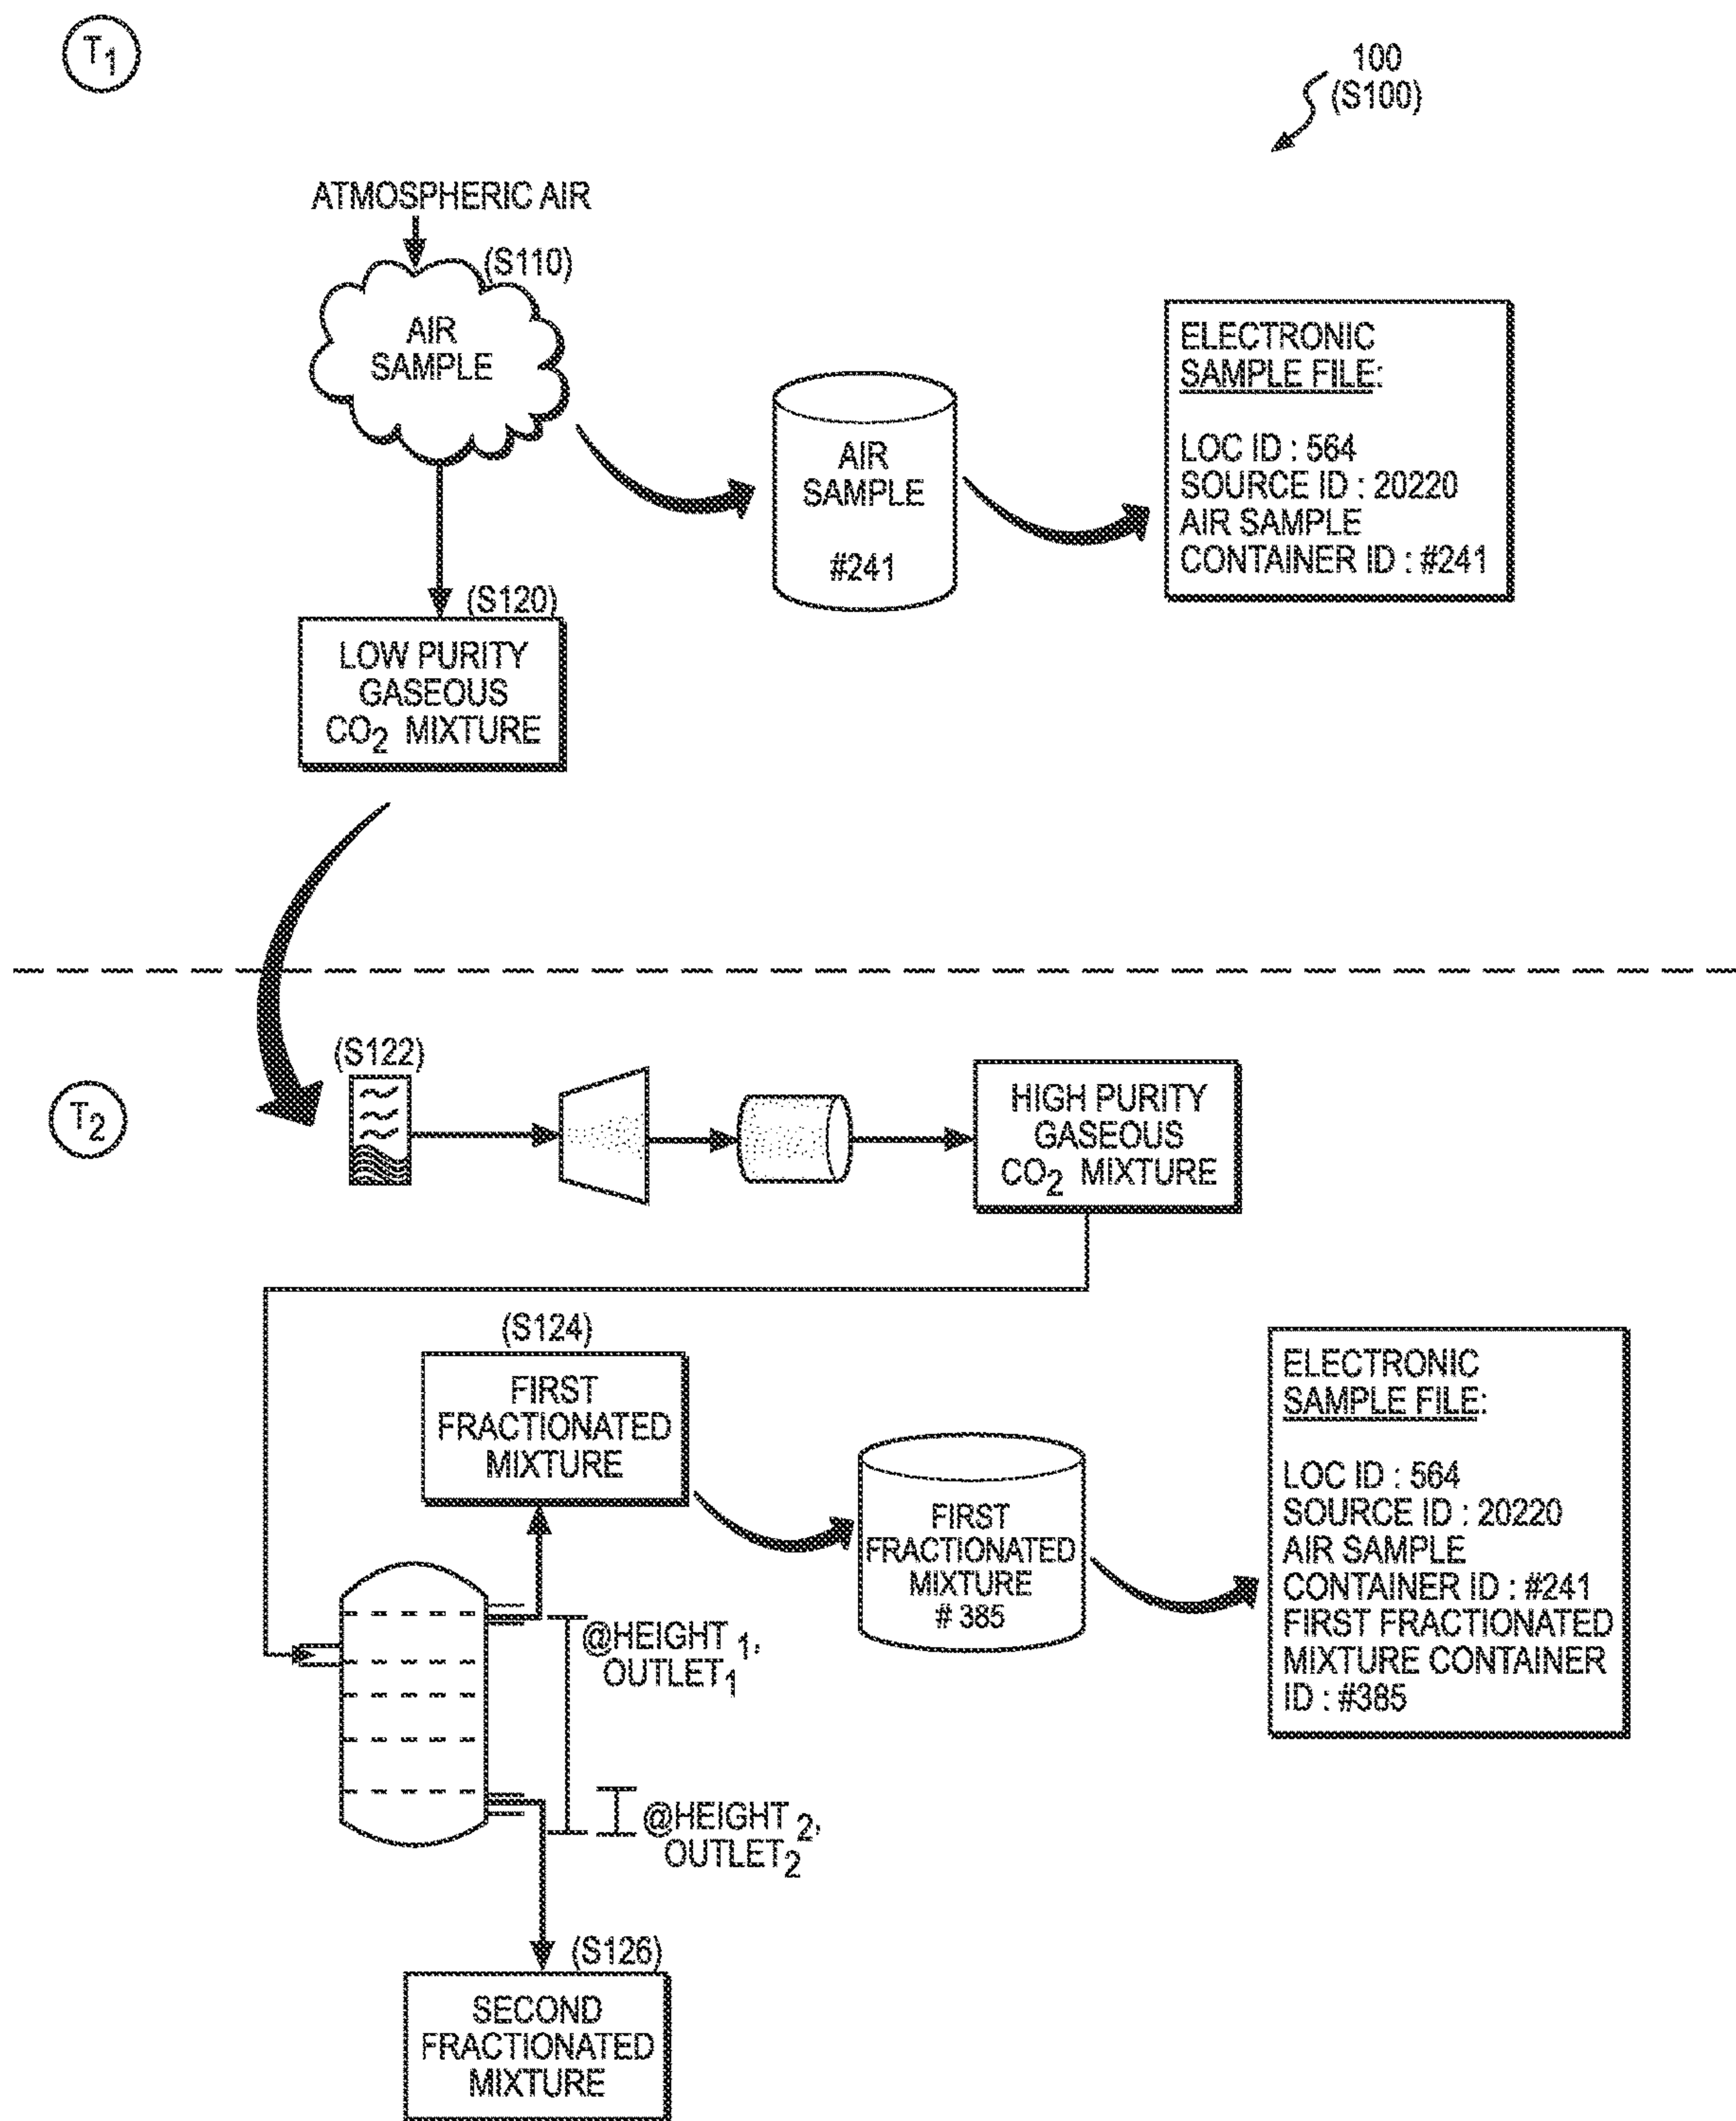 T1
100
(S100)
ATMOSPHERIC AIR
(S110)
AIR
SAMPLE
AIR
SAMPLE
#241
ELECTRONIC
SAMPLE FILE:
LOC ID : 564
SOURCE ID : 20220
AIR SAMPLE
CONTAINER ID : #241
(S120)
LOW PURITY
GASEOUS
CO2 MIXTURE
T2
(S122)
HIGH PURITY
GASEOUS
CO2 MIXTURE
(S124)
FIRST
FRACTIONATED
MIXTURE
FIRST
FRACTIONATED
MIXTURE
# 385
ELECTRONIC
SAMPLE FILE:
LOC ID : 564
SOURCE ID : 20220
AIR SAMPLE
CONTAINER ID : #241
FIRST FRACTIONATED
MIXTURE CONTAINER
ID : #385
@HEIGHT 1,
OUTLET1
@HEIGHT 2,
OUTLET2
(S126)
SECOND
FRACTIONATED
MIXTURE